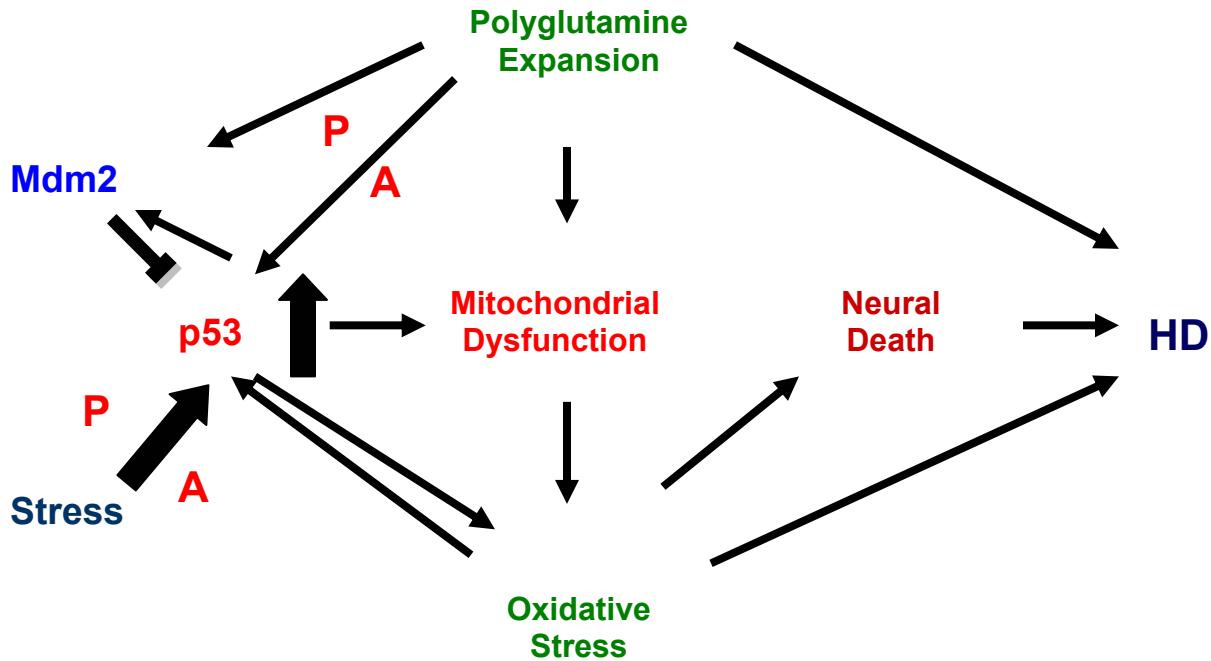 Polyglutamine
Expansion
P
A
Mdm2
p53
Mitochondrial
Dysfunction
Neural
Death
HD
P
A
Stress
Oxidative
Stress